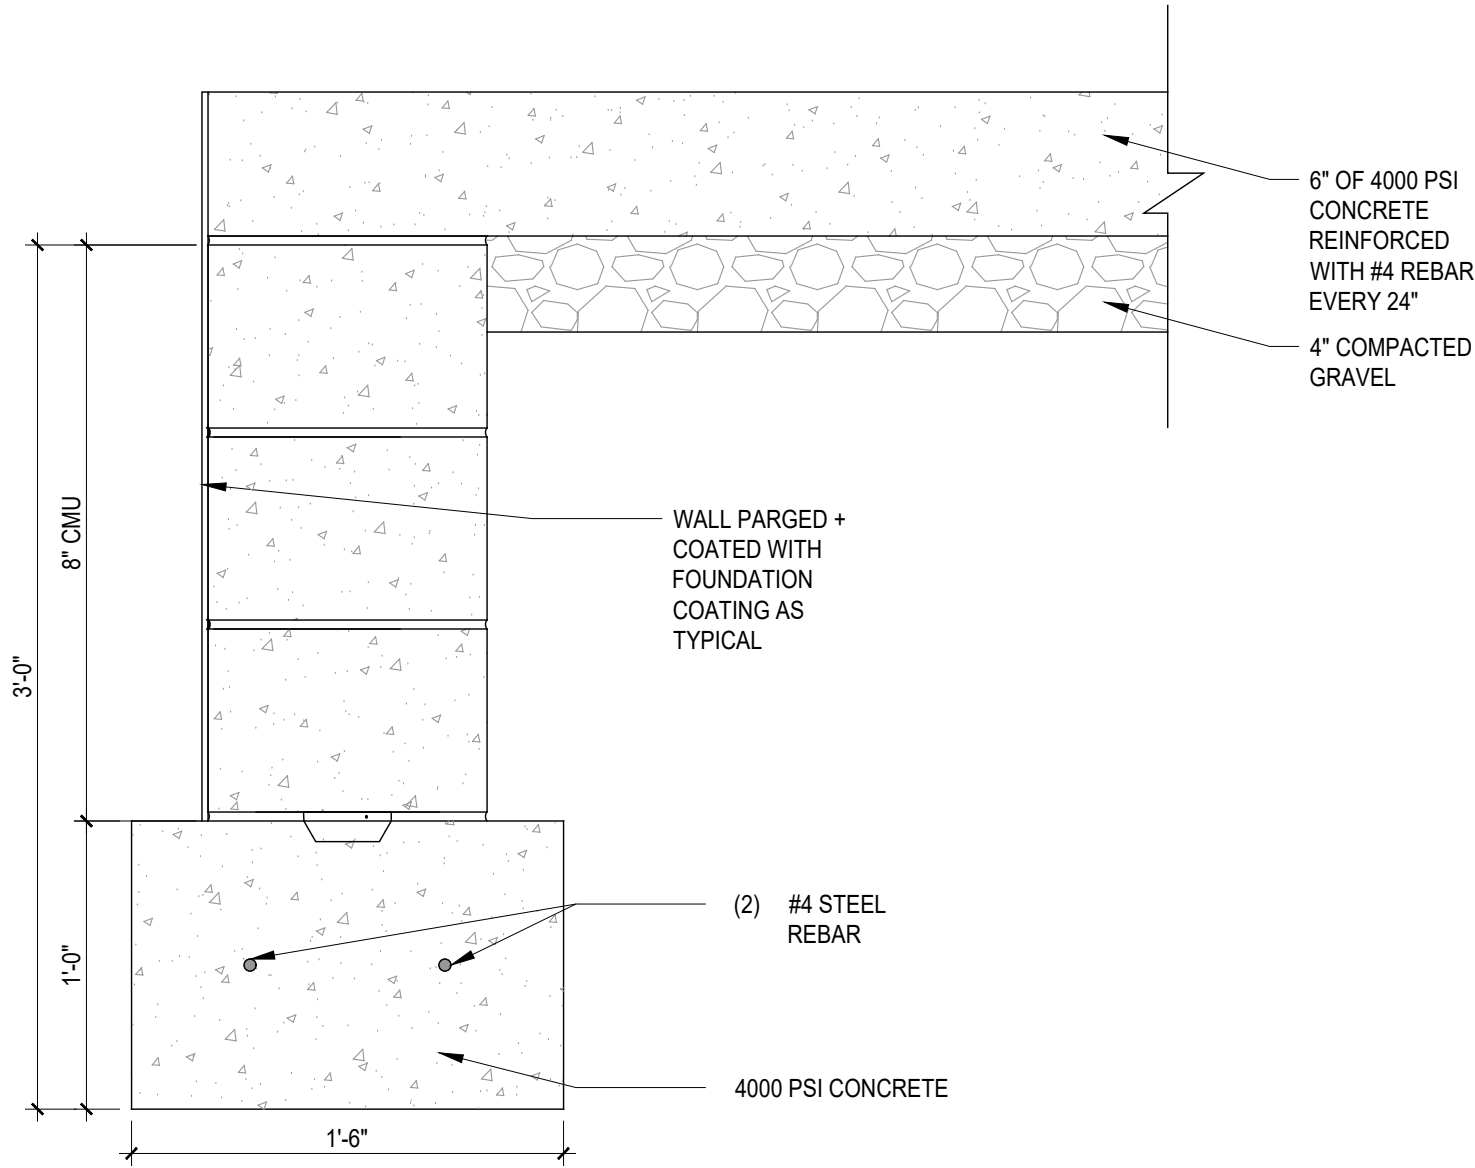 6" OF 4000 PSI
CONCRETE
REINFORCED
WITH #4 REBAR
EVERY 24"
4" COMPACTED
GRAVEL
WALL PARGED +
COATED WITH
FOUNDATION
COATING AS
TYPICAL
8" CMU
3'-0"
(2) #4 STEEL
REBAR
1'-0"
4000 PSI CONCRETE
1'-6"